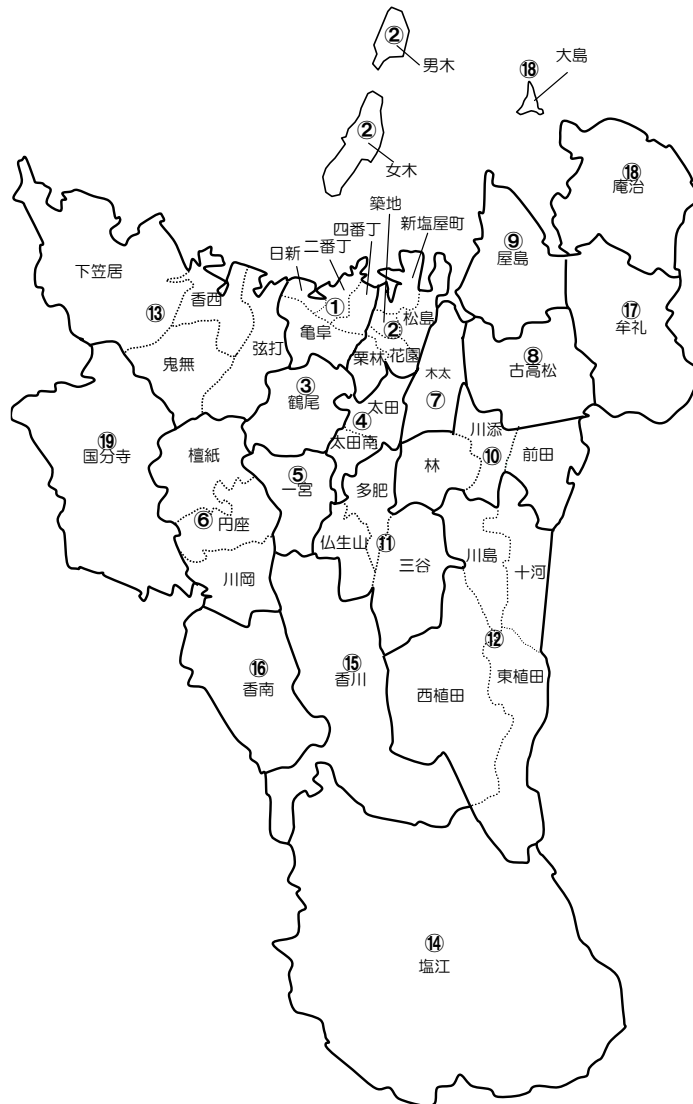 ②
男木
⑱
大島
②
女木
⑱
庵治
築地
四番丁
新塩屋町
二番丁
日新
⑨
屋島
下笠居
香西
①
⑬
亀阜
松島
②
⑰
牟礼
弦打
鬼無
栗林
花園
⑧
古高松
③
鶴尾
木太
⑦
太田
④
太田南
川添
⑲
国分寺
檀紙
⑤
一宮
林
⑩
前田
多肥
⑥
円座
仏生山
⑪
三谷
川島
十河
川岡
⑫
⑯
香南
⑮
香川
西植田
東植田
⑭
塩江